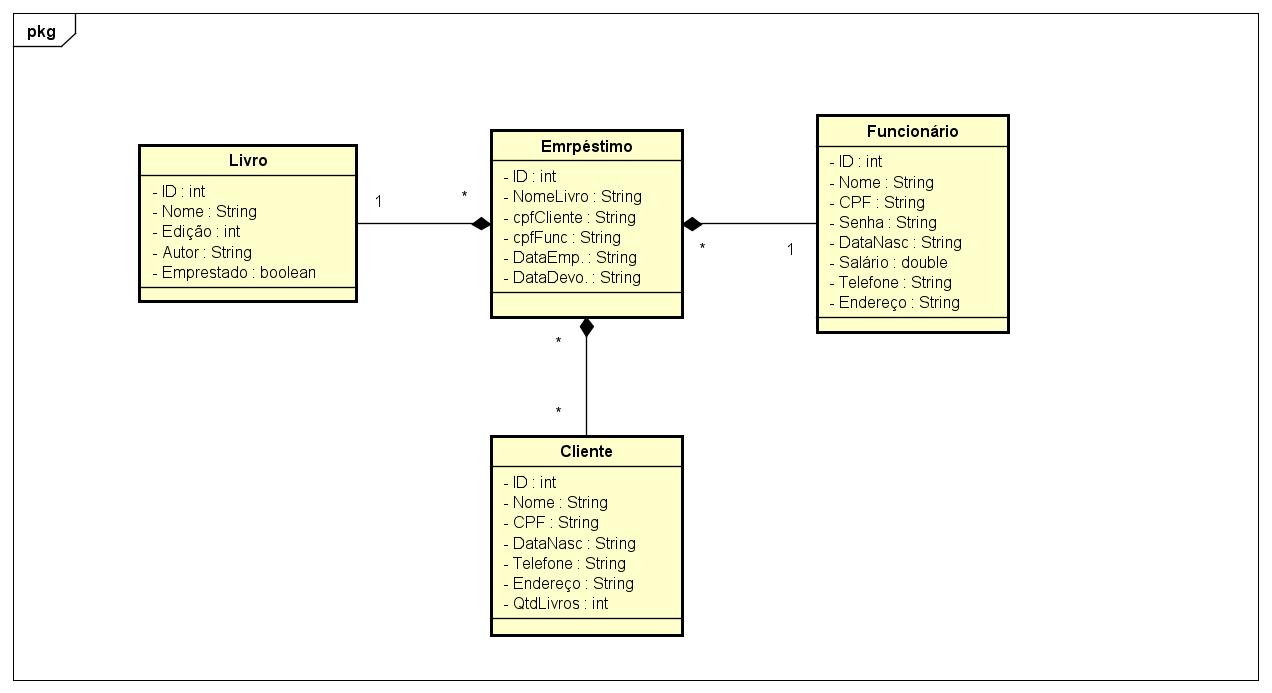 pkg
Livro
- ID : int
- Nome : String
- Edição : int
- Autor : String
- Emprestado : boolean
1
*
Emrpéstimo
- ID : int
- NomeLivro : String
- cpfCliente : String
- cpfFunc : String
- DataEmp. : String
- DataDevo. : String
*
1
Funcionário
- ID : int
- Nome : String
- CPF : String
- Senha : String
- DataNasc : String
- Salário : double
- Telefone : String
- Endereço : String
*
*
Cliente
- ID : int
- Nome : String
- CPF : String
- DataNasc : String
- Telefone : String
- Endereço : String
- QtdLivros : int